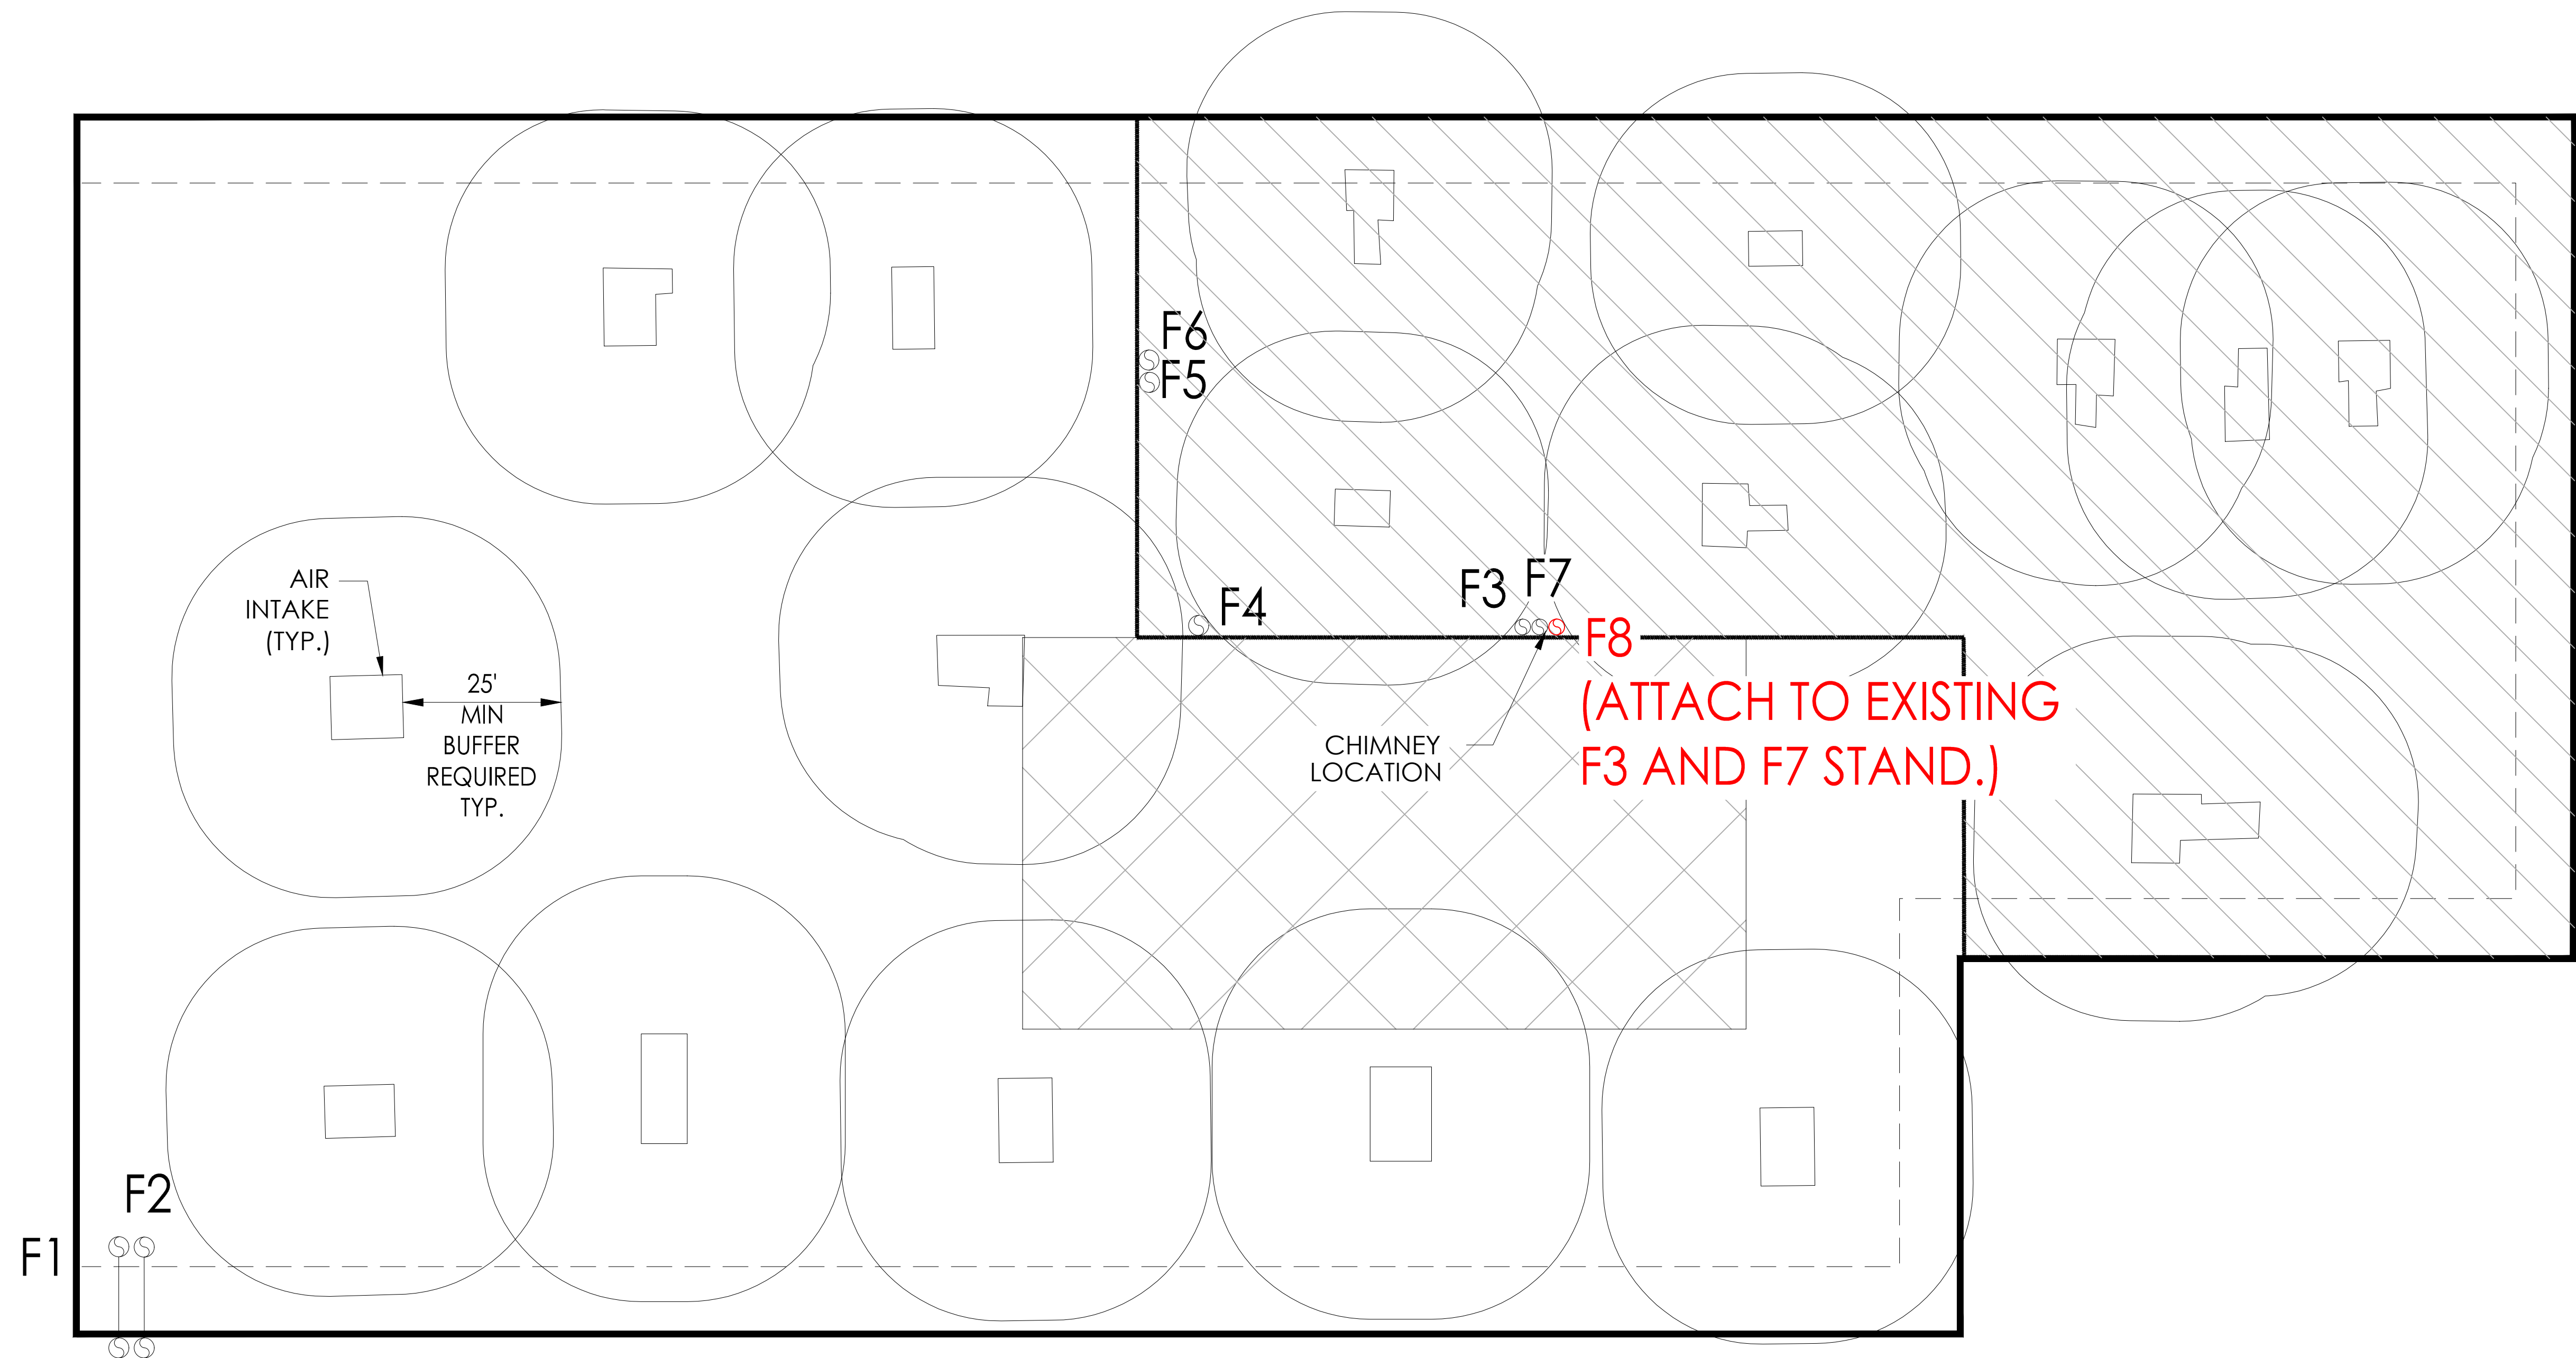 F6
F5
F3
F7
F4
F8
(ATTACH TO EXISTING
F3 AND F7 STAND.)
AIR
INTAKE
(TYP.)
25'
MIN
BUFFER
REQUIRED
TYP.
CHIMNEY
LOCATION
F2
F1